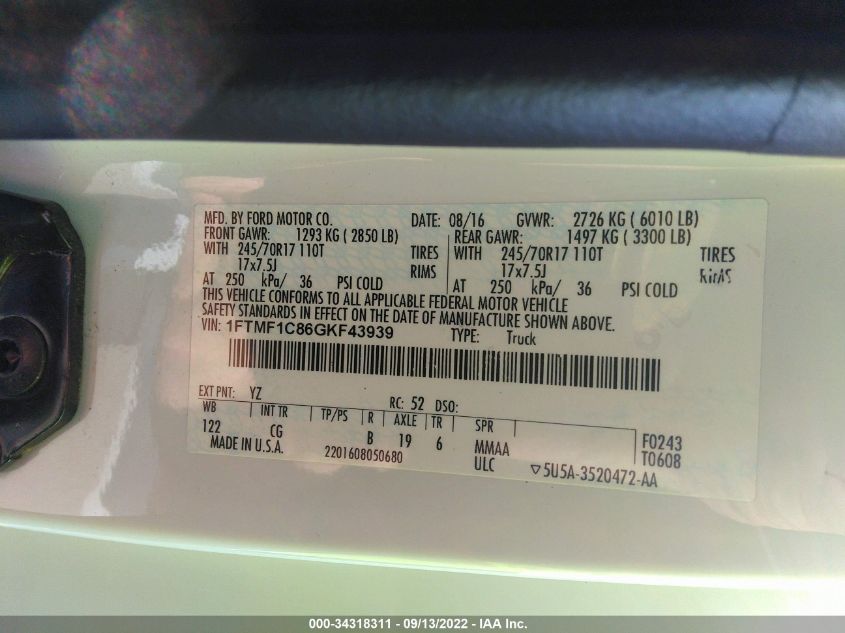 MFD. BY FORD MOTOR CO. DATE: 08/16 GVWR: 2726 KG ( 6010 LB)
FRONT GAWR: 1293 KG ( 2850 LB) REAR GAWR: 1497 KG ( 3300 LB)
WITH 245/70R17 110T TIRES WITH 245/70R17 110T TIRES
17x7.5J RIMS 17x7.5J RIMS
AT 250 kPa/ 36 PSI COLD AT 250 kPa/ 36 PSI COLD
THIS VEHICLE CONFORMS TO ALL APPLICABLE FEDERAL MOTOR VEHICLE
SAFETY STANDARDS IN EFFECT ON THE DATE OF MANUFACTURE SHOWN ABOVE.
VIN: 1FTMF1C86GKF43939 TYPE: Truck
EXT PNT: YZ RC: 52 DSO:
WB INT TR TP/PS R AXLE TR SPR
122 CG B 19 6 MMAA F0243
MADE IN U.S.A. 2201608050680 ULC T0608
▽5U5A-3520472-AA
000-34318311 - 09/13/2022 - IAA Inc.